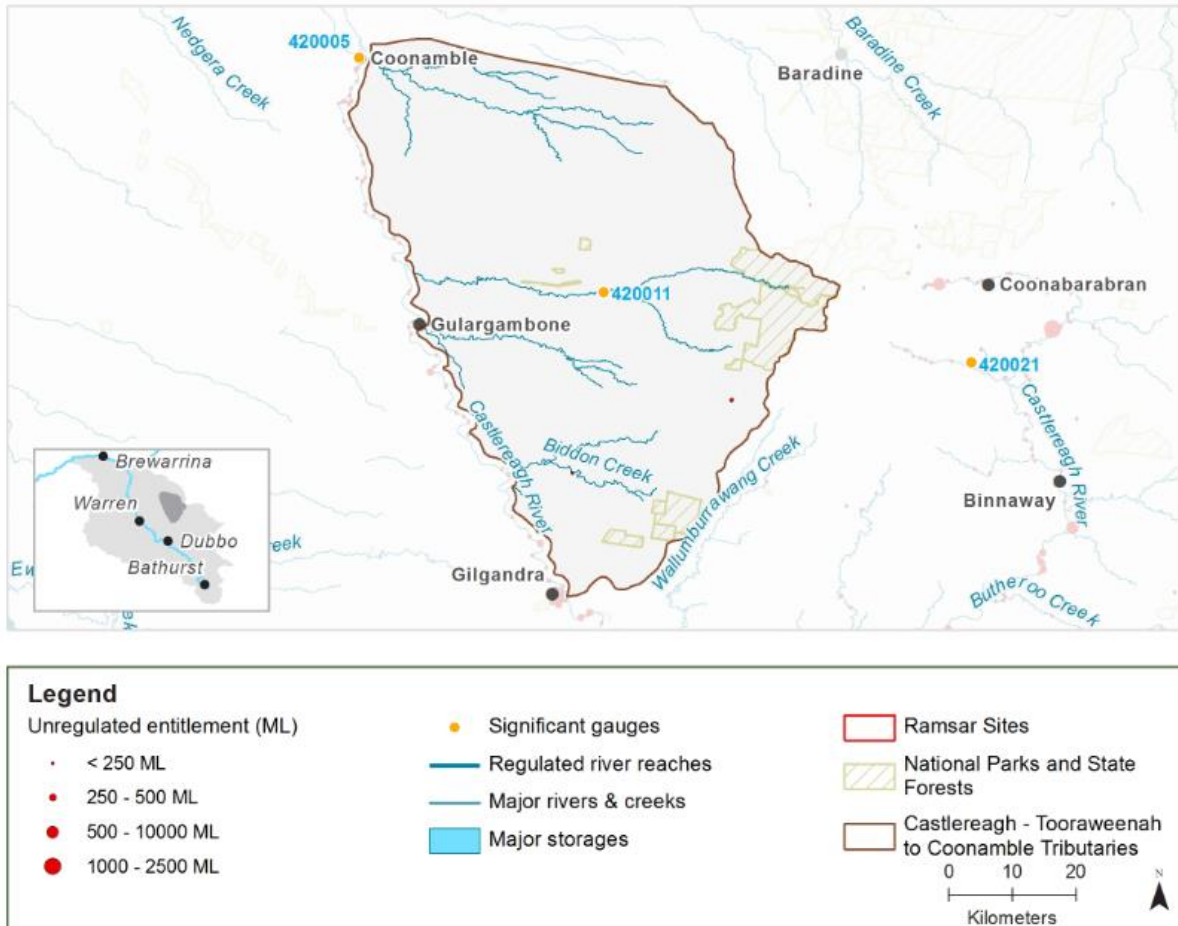 Nedgera Creek
420005
Coonamble
Baradine
Baradine Creek
420011
Coonabarabran
Gulargambone
420021
Castlereagh River
Castlereagh River
Biddon Creek
Wallumburrawang Creek
Binnaway
Gilgandra
Butheroo Creek
Brewarrina
Warren
Dubbo
Bathurst
eek
ek
Legend
Unregulated entitlement (ML)
< 250 ML
250 - 500 ML
500 - 10000 ML
1000 - 2500 ML
Significant gauges
Regulated river reaches
Major rivers & creeks
Major storages
Ramsar Sites
National Parks and State
Forests
Castlereagh - Tooraweenah
to Coonamble Tributaries
0 10 20
Kilometers
N